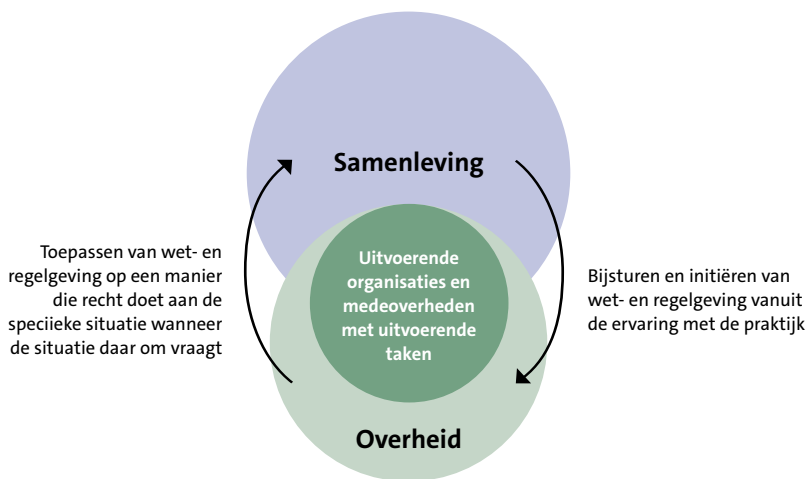 Samenleving
Toepassen van wet- en
regelgeving op een manier
die recht doet aan de
speciieke situatie wanneer
de situatie daar om vraagt
Uitvoerende
organisaties en
medeoverheden
met uitvoerende
taken
Bijsturen en initiëren van
wet- en regelgeving vanuit
de ervaring met de praktijk
Overheid